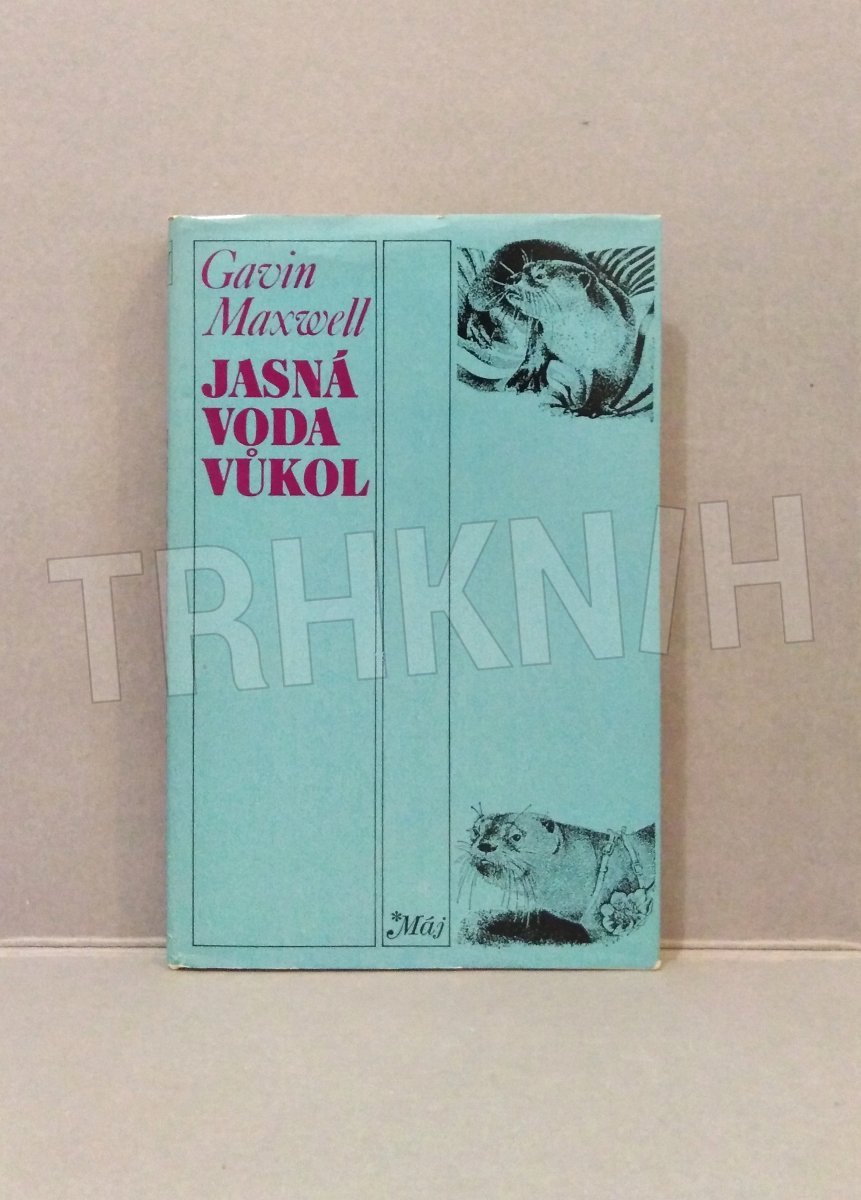 Gavin
Maxwell
JASNÁ
VODA
VŮKOL
*Máj
TRHKNIH